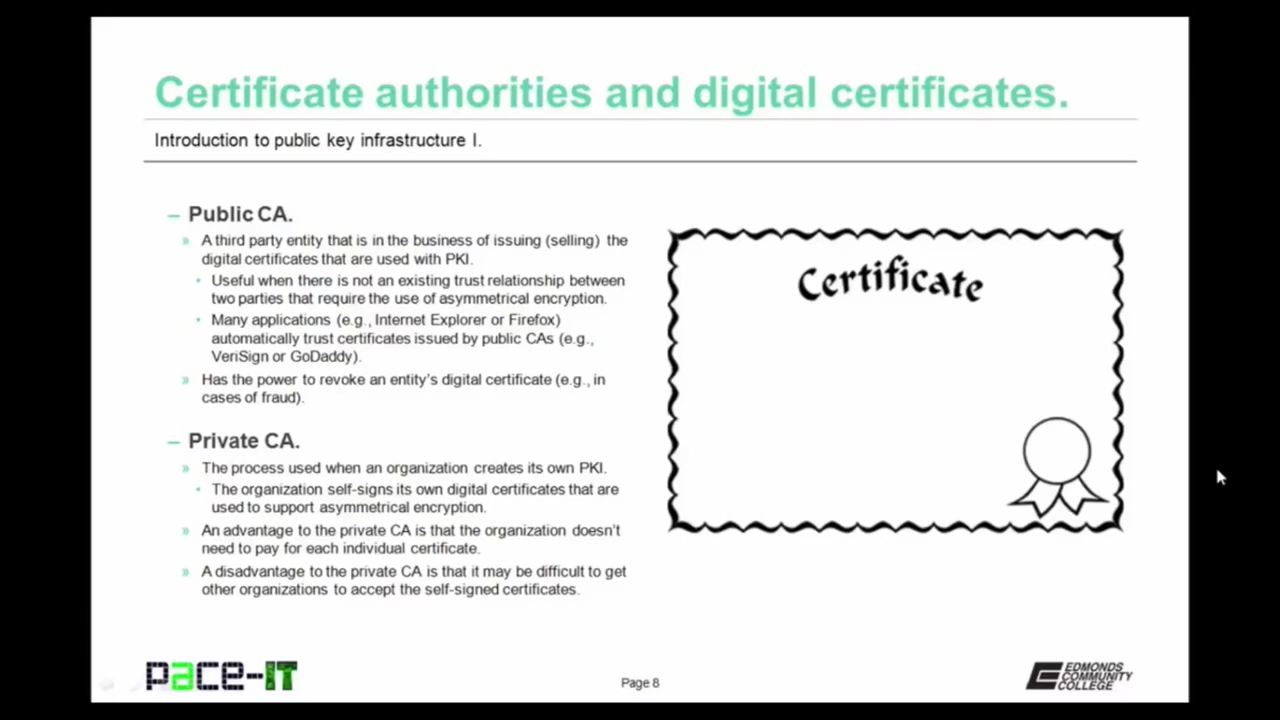 Certificate authorities and digital certificates.
Introduction to public key infrastructure I.
– Public CA.
» A third party entity that is in the business of issuing (selling) the
digital certificates that are used with PKI.
• Useful when there is not an existing trust relationship between
two parties that require the use of asymmetrical encryption.
• Many applications (e.g., Internet Explorer or Firefox)
automatically trust certificates issued by public CAs (e.g.,
VeriSign or GoDaddy).
» Has the power to revoke an entity's digital certificate (e.g., in
cases of fraud).
– Private CA.
» The process used when an organization creates its own PKI.
• The organization self-signs its own digital certificates that are
used to support asymmetrical encryption.
» An advantage to the private CA is that the organization doesn't
need to pay for each individual certificate.
» A disadvantage to the private CA is that it may be difficult to get
other organizations to accept the self-signed certificates.
Certificate
pace-IT
Page 8
EDMONDS
COMMUNITY
COLLEGE